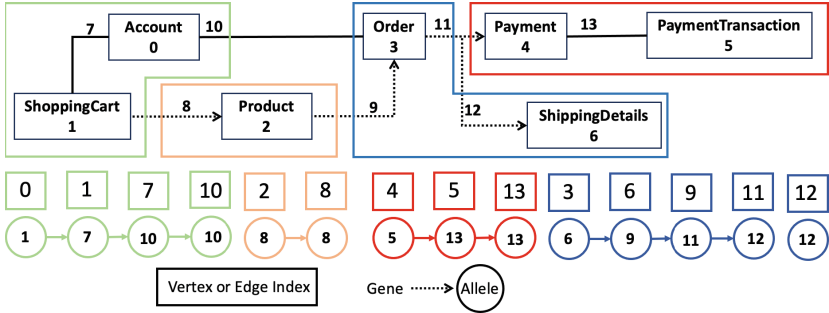 7 Account 10 Order 11 Payment 13 PaymentTransaction
0 3 4 5
ShoppingCart 8 Product 9 12 ShippingDetails
1 2 6
0 1 7 10 2 8 4 5 13 3 6 9 11 12
1 7 10 10 8 8 5 13 13 6 9 11 12 12
Vertex or Edge Index Gene Allele